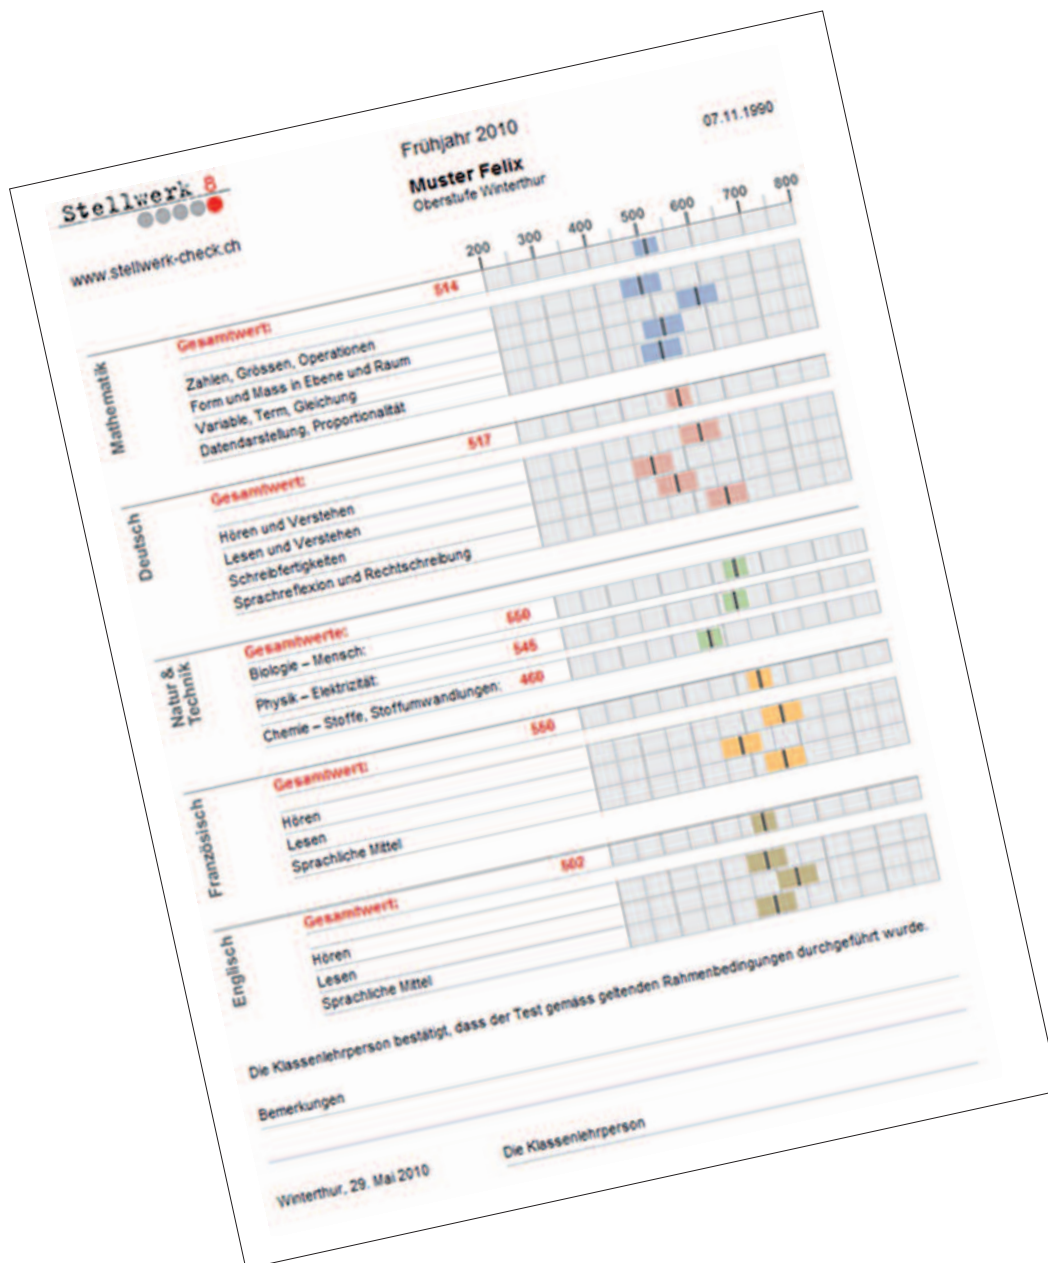 Frühjahr 2010
07.11.1990
Stellwerk 8
Muster Felix
Oberstufe Winterthur
www.stellwerk-check.ch
200 300 400 500 600 700 800
Mathematik
Gesamtwert: 514
Zahlen, Grössen, Operationen
Form und Mass in Ebene und Raum
Variable, Term, Gleichung
Datendarstellung, Proportionalität
Deutsch
Gesamtwert: 517
Hören und Verstehen
Lesen und Verstehen
Schreibfertigkeiten
Sprachreflexion und Rechtschreibung
Natur &
Technik
Gesamtwerte:
Biologie – Mensch: 550
Physik – Elektrizität: 545
Chemie – Stoffe, Stoffumwandlungen: 460
Französisch
Gesamtwert: 550
Hören
Lesen
Sprachliche Mittel
Englisch
Gesamtwert: 502
Hören
Lesen
Sprachliche Mittel
Die Klassenlehrperson bestätigt, dass der Test gemäss geltenden Rahmenbedingungen durchgeführt wurde.
Bemerkungen
Winterthur, 29. Mai 2010
Die Klassenlehrperson